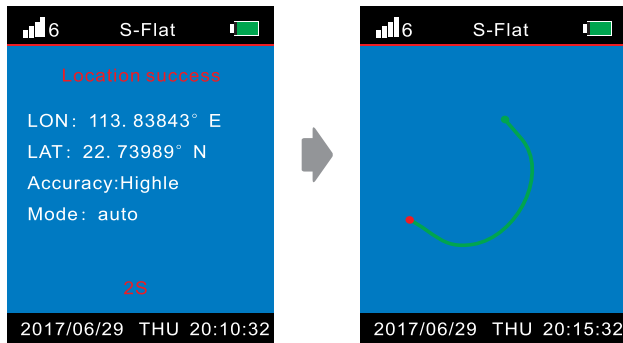 6 S-Flat
Location success
LON: 113. 83843° E
LAT: 22. 73989° N
Accuracy:Highle
Mode: auto
2S
2017/06/29 THU 20:10:32
6 S-Flat
2017/06/29 THU 20:15:32